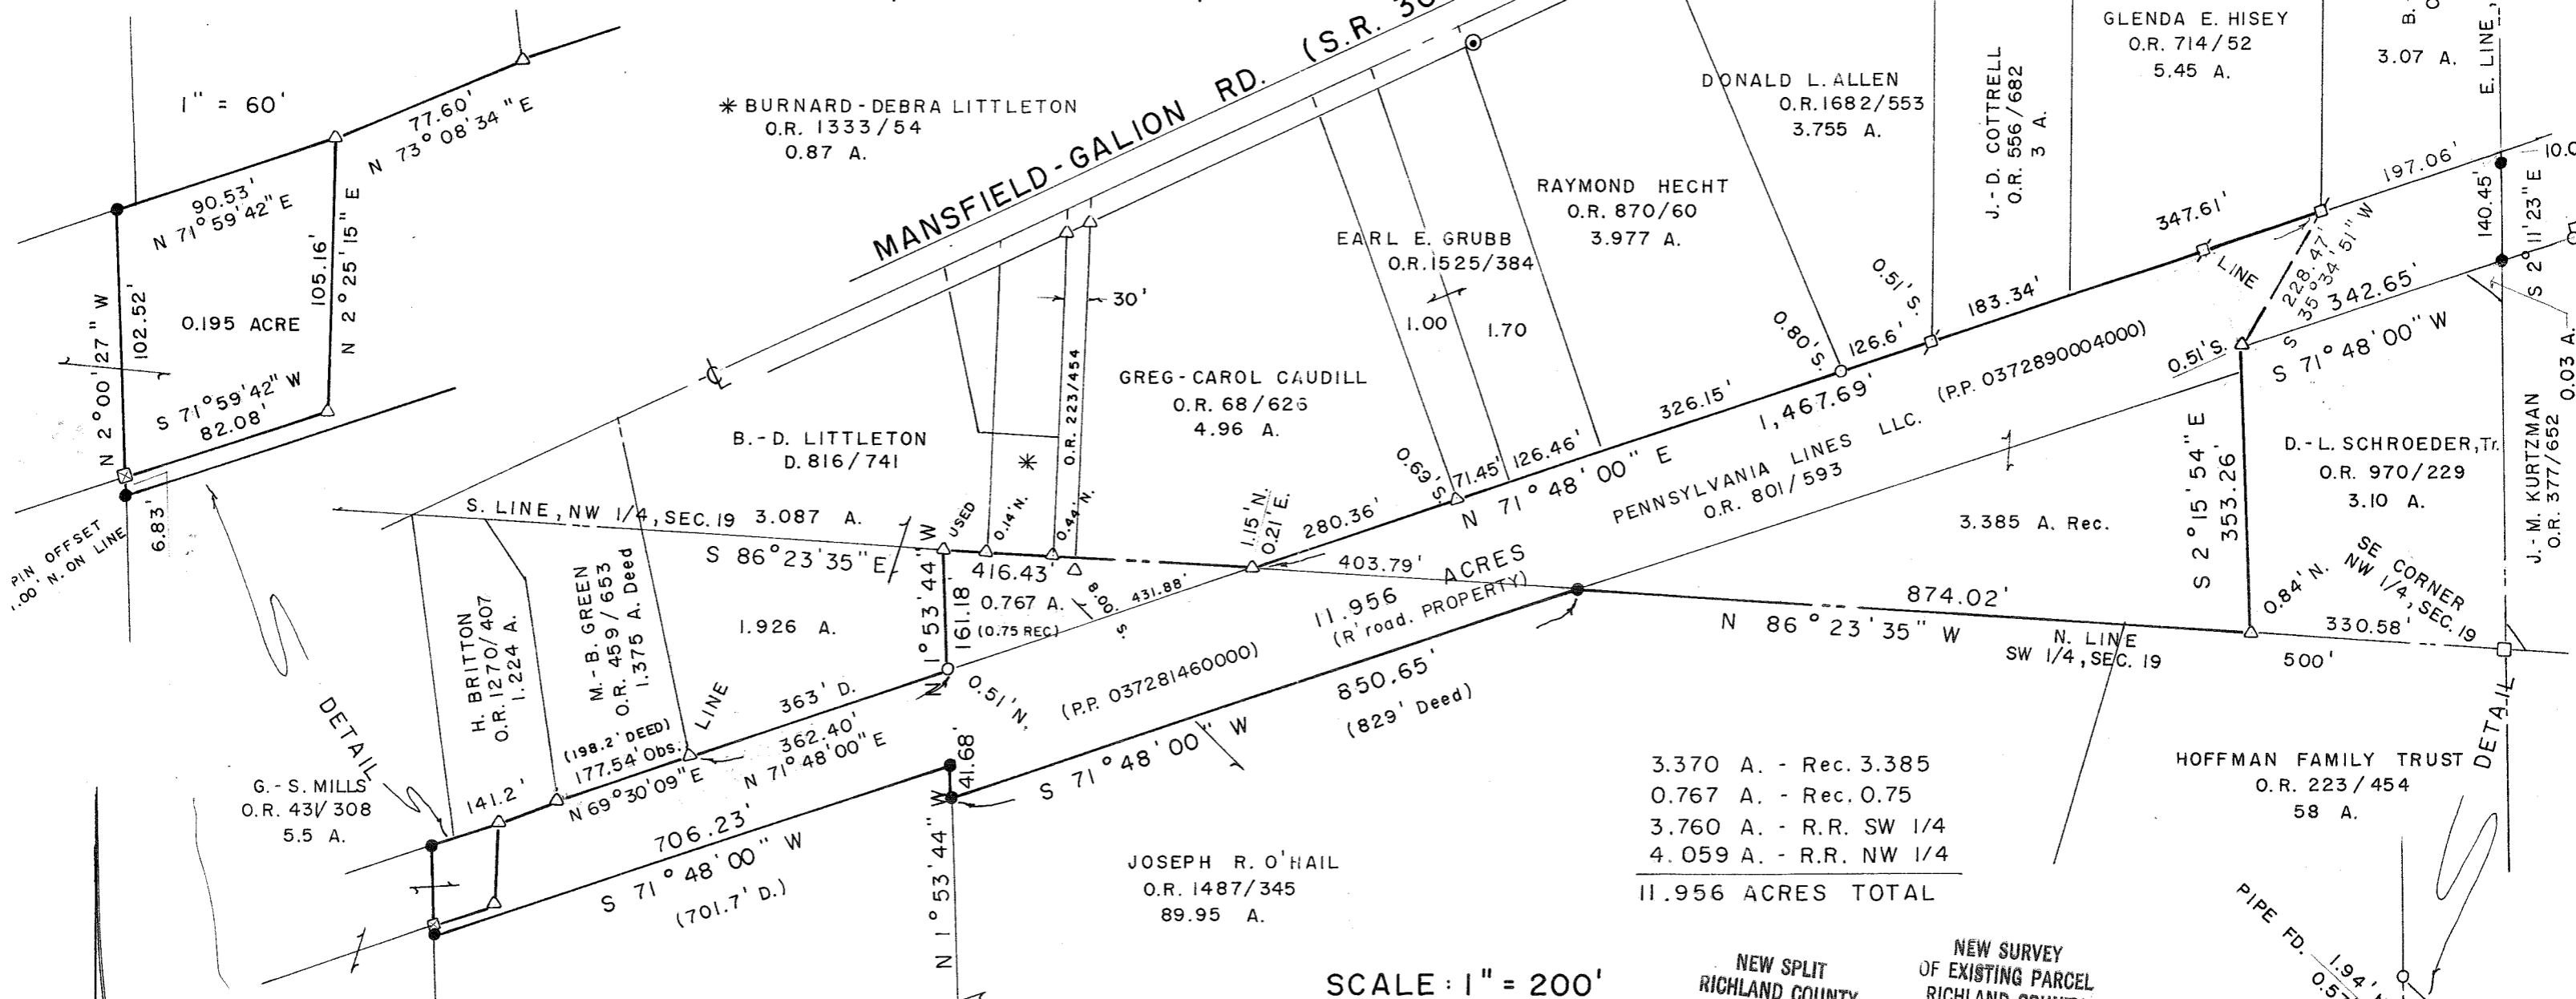 1" = 60'
77.60'
N 73° 08' 34" E
90.53'
N 71° 59' 42" E
N 2° 00' 27" W
102.52'
0.195 ACRE
105.16'
N 2° 25' 15" E
S 71° 59' 42" W
82.08'
6.83'
PIN OFFSET
1.00' N. ON LINE
DETAIL
* BURNARD-DEBRA LITTLETON
O.R. 1333/54
0.87 A.
MANSFIELD-GALION RD. (S.R. 30
30'
O.R. 223/454
GREG-CAROL CAUDILL
O.R. 68/626
4.96 A.
B.-D. LITTLETON
D. 816/741
*
EARL E. GRUBB
O.R. 1525/384
1.00
1.70
RAYMOND HECHT
O.R. 870/60
3.977 A.
DONALD L. ALLEN
O.R. 1682/553
3.755 A.
J.-D. COTTRELL
O.R. 556/682
3 A.
GLENDA E. HISEY
O.R. 714/52
5.45 A.
B.
3.07 A.
E. LINE,
S. LINE, NW 1/4, SEC. 19
3.087 A.
S 86° 23' 35" E
USED
0.14' N.
0.44' N.
416.43'
0.767 A.
(0.75 REC)
8.00' S.
431.88'
N 1° 53' 44" W
161.18'
1.15' N.
0.21' E.
280.36'
403.79'
0.69' S.
71.45'
126.46'
N 71° 48' 00" E
326.15'
1,467.69'
0.80' S.
126.6'
0.51' S.
183.34'
347.61'
LINE
197.06'
10.0
140.45'
S 2° 11' 23" E
228.47'
S 35° 34' 51" W
342.65'
S 71° 48' 00" W
0.51' S.
(P.P. 0372890004000)
PENNSYLVANIA LINES LLC.
O.R. 801/593
3.385 A. Rec.
S 2° 15' 54" E
353.26'
D.-L. SCHROEDER, Tr.
O.R. 970/229
3.10 A.
J.-M. KURTZMAN
O.R. 377/652
0.03 A.
SE CORNER
NW 1/4, SEC. 19
0.84' N.
330.58'
500'
874.02'
N 86° 23' 35" W
N. LINE
SW 1/4, SEC. 19
11.956 ACRES
(R'road. PROPERTY)
(P.P. 037281460000)
850.65'
(829' Deed)
S 71° 48' 00" W
H. BRITTON
O.R. 1270/407
1.224 A.
M.-B. GREEN
O.R. 459/653
1.375 A. Deed
1.926 A.
LINE
363' D.
362.40'
N 71° 48' 00" E
0.51' N.
(198.2' DEED)
177.54' Obs.
N 69° 30' 09" E
141.2'
G.-S. MILLS
O.R. 431/308
5.5 A.
706.23'
S 71° 48' 00" W
(701.7' D.)
41.68'
N 1° 53' 44" W
JOSEPH R. O'HAIL
O.R. 1487/345
89.95 A.
3.370 A. - Rec. 3.385
0.767 A. - Rec. 0.75
3.760 A. - R.R. SW 1/4
4.059 A. - R.R. NW 1/4
11.956 ACRES TOTAL
HOFFMAN FAMILY TRUST
O.R. 223/454
58 A.
DETAIL
PIPE FD.
1.94'
SCALE: 1" = 200'
NEW SPLIT
RICHLAND COUNTY
NEW SURVEY
OF EXISTING PARCEL
RICHLAND COUNTY